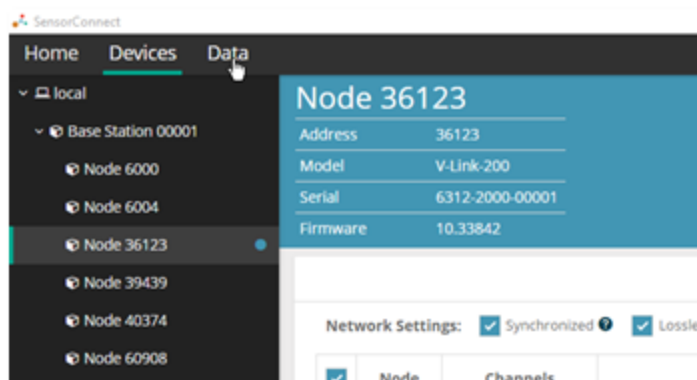 SensorConnect
Home Devices Data
local
Base Station 00001
Node 6000
Node 6004
Node 36123
Node 39439
Node 40374
Node 60908
Node 36123
Address 36123
Model V-Link-200
Serial 6312-2000-00001
Firmware 10.33842
Network Settings: Synchronized ? Lossle
Node Channels